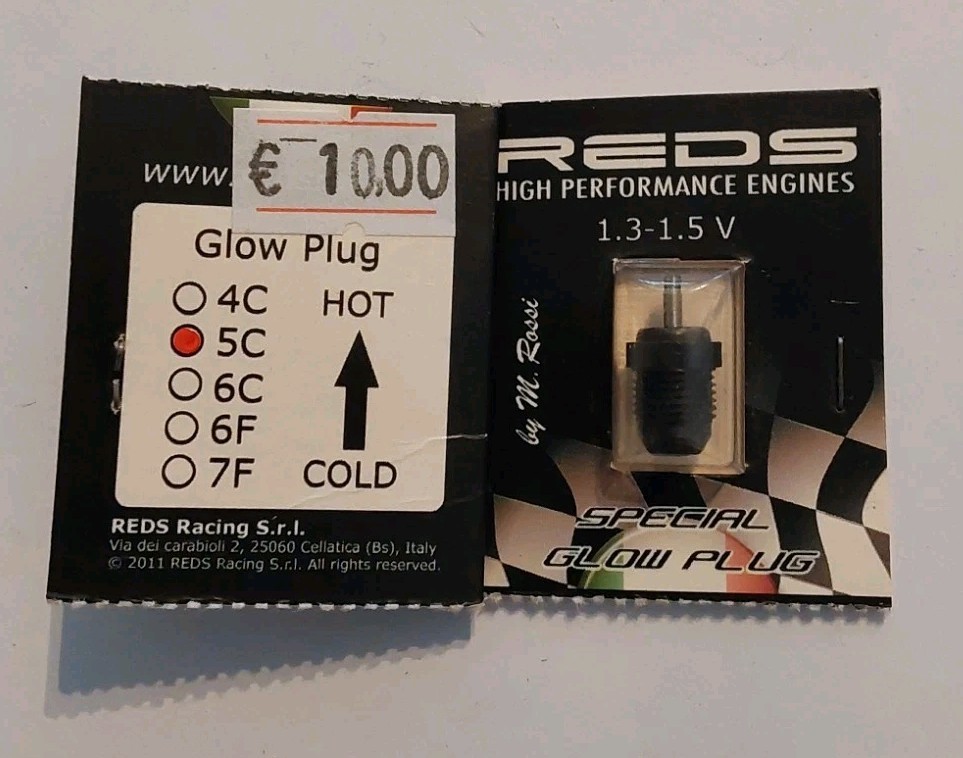 www.
€ 10.00
Glow Plug
4C
5C
6C
6F
7F
HOT
COLD
REDS Racing S.r.l.
Via dei carabioli 2, 25060 Cellatica (Bs), Italy
© 2011 REDS Racing S.r.l. All rights reserved.
REDS
HIGH PERFORMANCE ENGINES
1.3-1.5 V
by M. Rossi
SPECIAL
GLOW PLUG